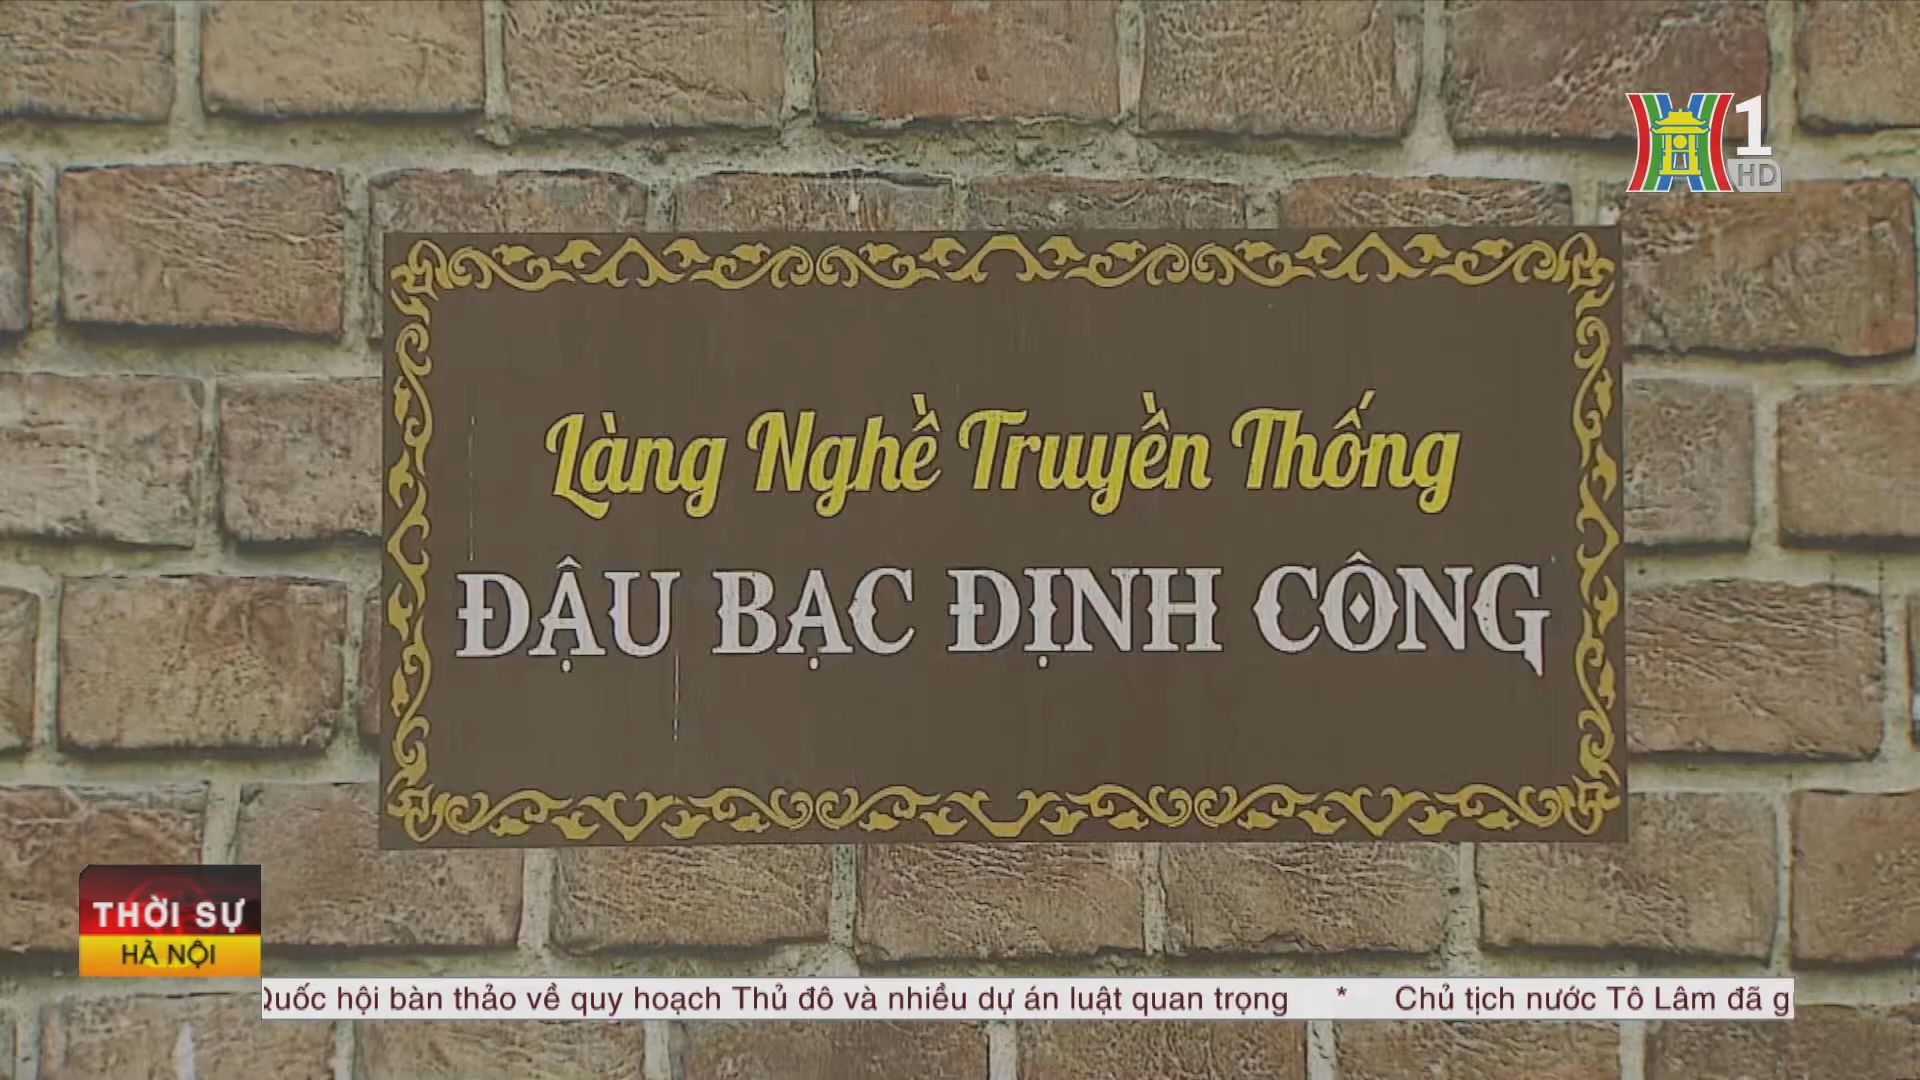 1
HD
Làng Nghề Truyền Thống
ĐẬU BẠC ĐỊNH CÔNG
THỜI SỰ
HÀ NỘI
Quốc hội bàn thảo về quy hoạch Thủ đô và nhiều dự án luật quan trọng * Chủ tịch nước Tô Lâm đã g